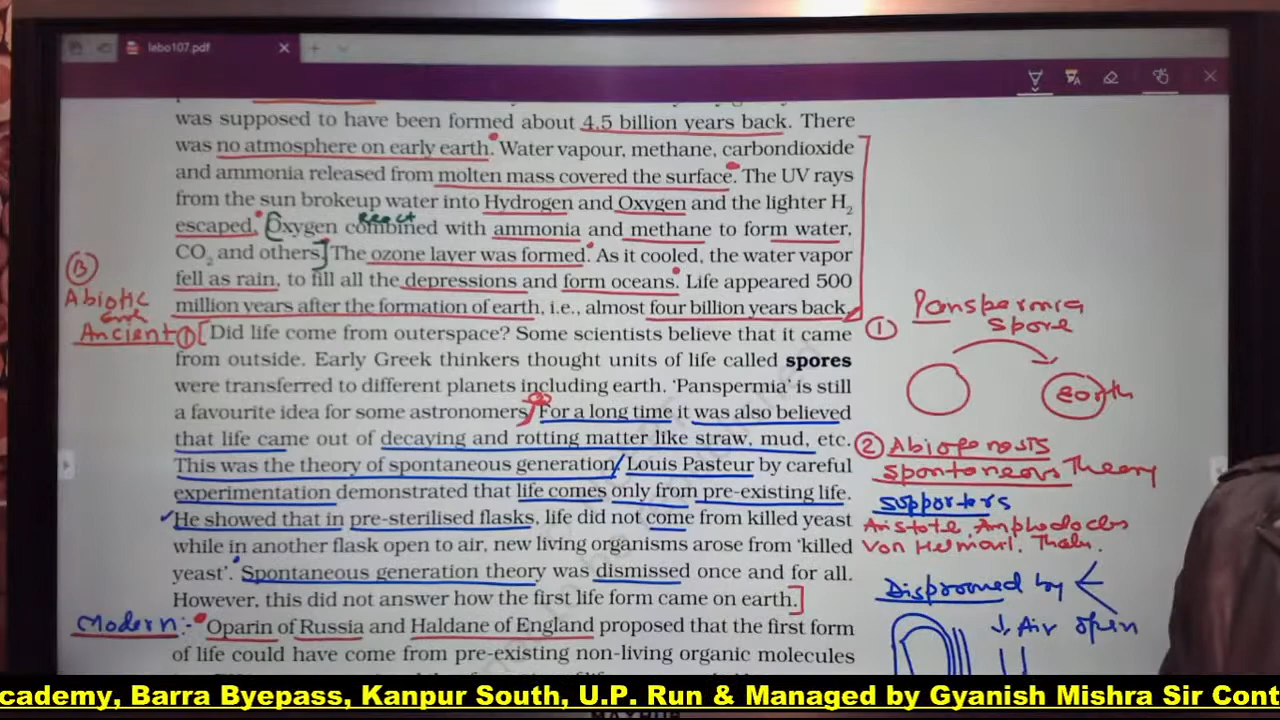 lebo107.pdf
was supposed to have been formed about 4.5 billion years back. There
was no atmosphere on early earth. Water vapour, methane, carbondioxide
and ammonia released from molten mass covered the surface. The UV rays
from the sun brokeup water into Hydrogen and Oxygen and the lighter H2
escaped. Oxygen combined with ammonia and methane to form water,
react
CO2 and others. The ozone layer was formed. As it cooled, the water vapor
fell as rain, to fill all the depressions and form oceans. Life appeared 500
million years after the formation of earth, i.e., almost four billion years back.
Did life come from outerspace? Some scientists believe that it came
from outside. Early Greek thinkers thought units of life called spores
were transferred to different planets including earth. 'Panspermia' is still
a favourite idea for some astronomers. For a long time it was also believed
that life came out of decaying and rotting matter like straw, mud, etc.
This was the theory of spontaneous generation. Louis Pasteur by careful
experimentation demonstrated that life comes only from pre-existing life.
He showed that in pre-sterilised flasks, life did not come from killed yeast
while in another flask open to air, new living organisms arose from 'killed
yeast'. Spontaneous generation theory was dismissed once and for all.
However, this did not answer how the first life form came on earth.
Oparin of Russia and Haldane of England proposed that the first form
of life could have come from pre-existing non-living organic molecules
B
Abiotic
Ancient 1
Modern:-
1 Panspermia
spore
Earth
2 Abiogenosis
Spontaneous Theory
supporters
Aristote, Amphodocles
Von Helmourl, Thales.
Disproved by
Air open
cademy, Barra Byepass, Kanpur South, U.P. Run & Managed by Gyanish Mishra Sir Cont